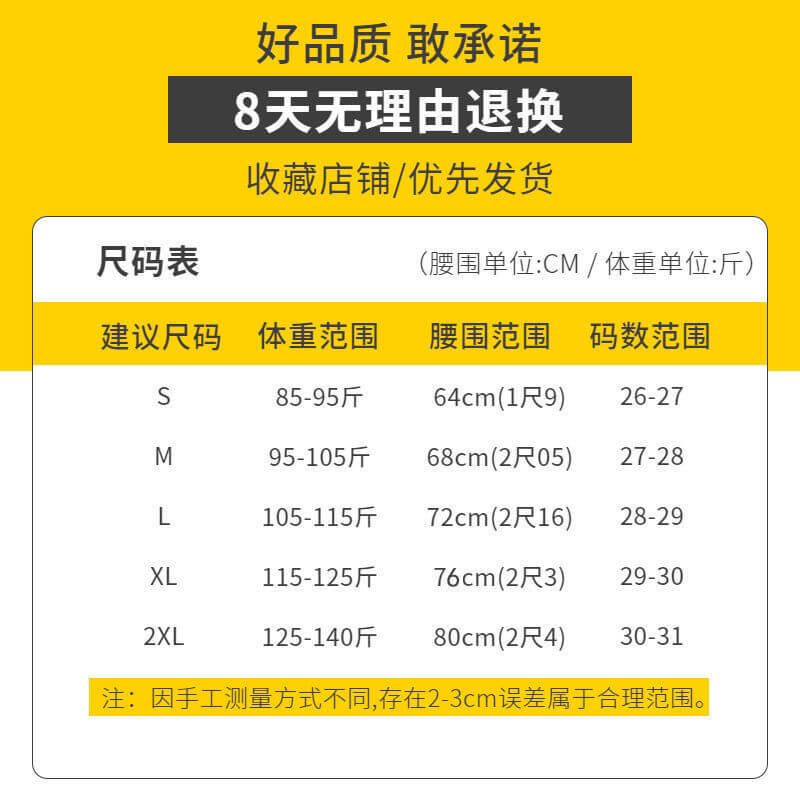 好品质 敢承诺
8天无理由退换
收藏店铺/优先发货
尺码表 （腰围单位:CM / 体重单位:斤）
建议尺码 体重范围 腰围范围 码数范围
S 85-95斤 64cm(1尺9) 26-27
M 95-105斤 68cm(2尺05) 27-28
L 105-115斤 72cm(2尺16) 28-29
XL 115-125斤 76cm(2尺3) 29-30
2XL 125-140斤 80cm(2尺4) 30-31
注：因手工测量方式不同,存在2-3cm误差属于合理范围。